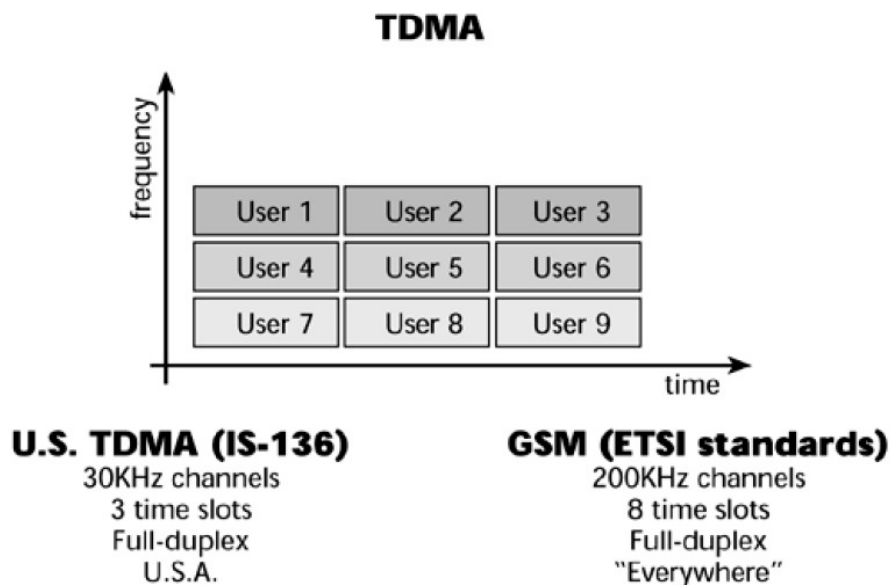 TDMA
frequency
User 1 User 2 User 3
User 4 User 5 User 6
User 7 User 8 User 9
time
U.S. TDMA (IS-136)
30KHz channels
3 time slots
Full-duplex
U.S.A.
GSM (ETSI standards)
200KHz channels
8 time slots
Full-duplex
"Everywhere"